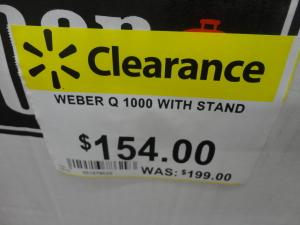 Clearance
WEBER Q 1000 WITH STAND
$154.00
WAS: $199.00